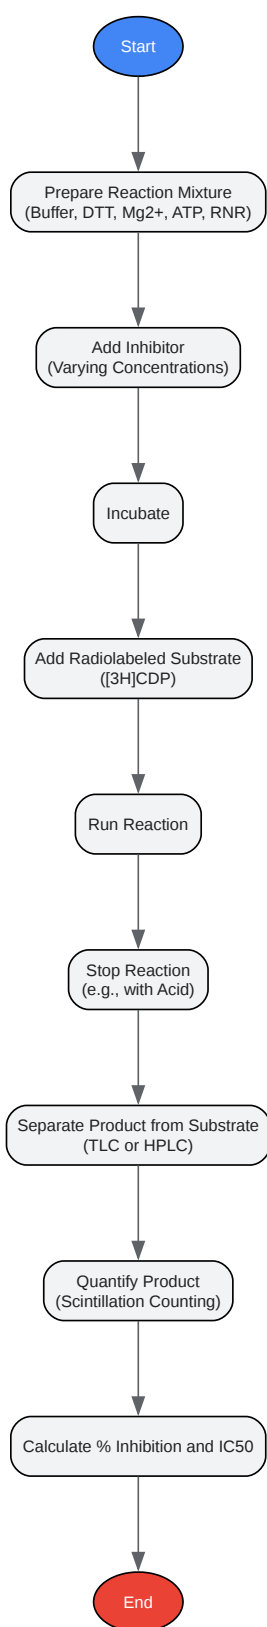 Start
Prepare Reaction Mixture
(Buffer, DTT, Mg2+, ATP, RNR)
Add Inhibitor
(Varying Concentrations)
Incubate
Add Radiolabeled Substrate
([3H]CDP)
Run Reaction
Stop Reaction
(e.g., with Acid)
Separate Product from Substrate
(TLC or HPLC)
Quantify Product
(Scintillation Counting)
Calculate % Inhibition and IC50
End